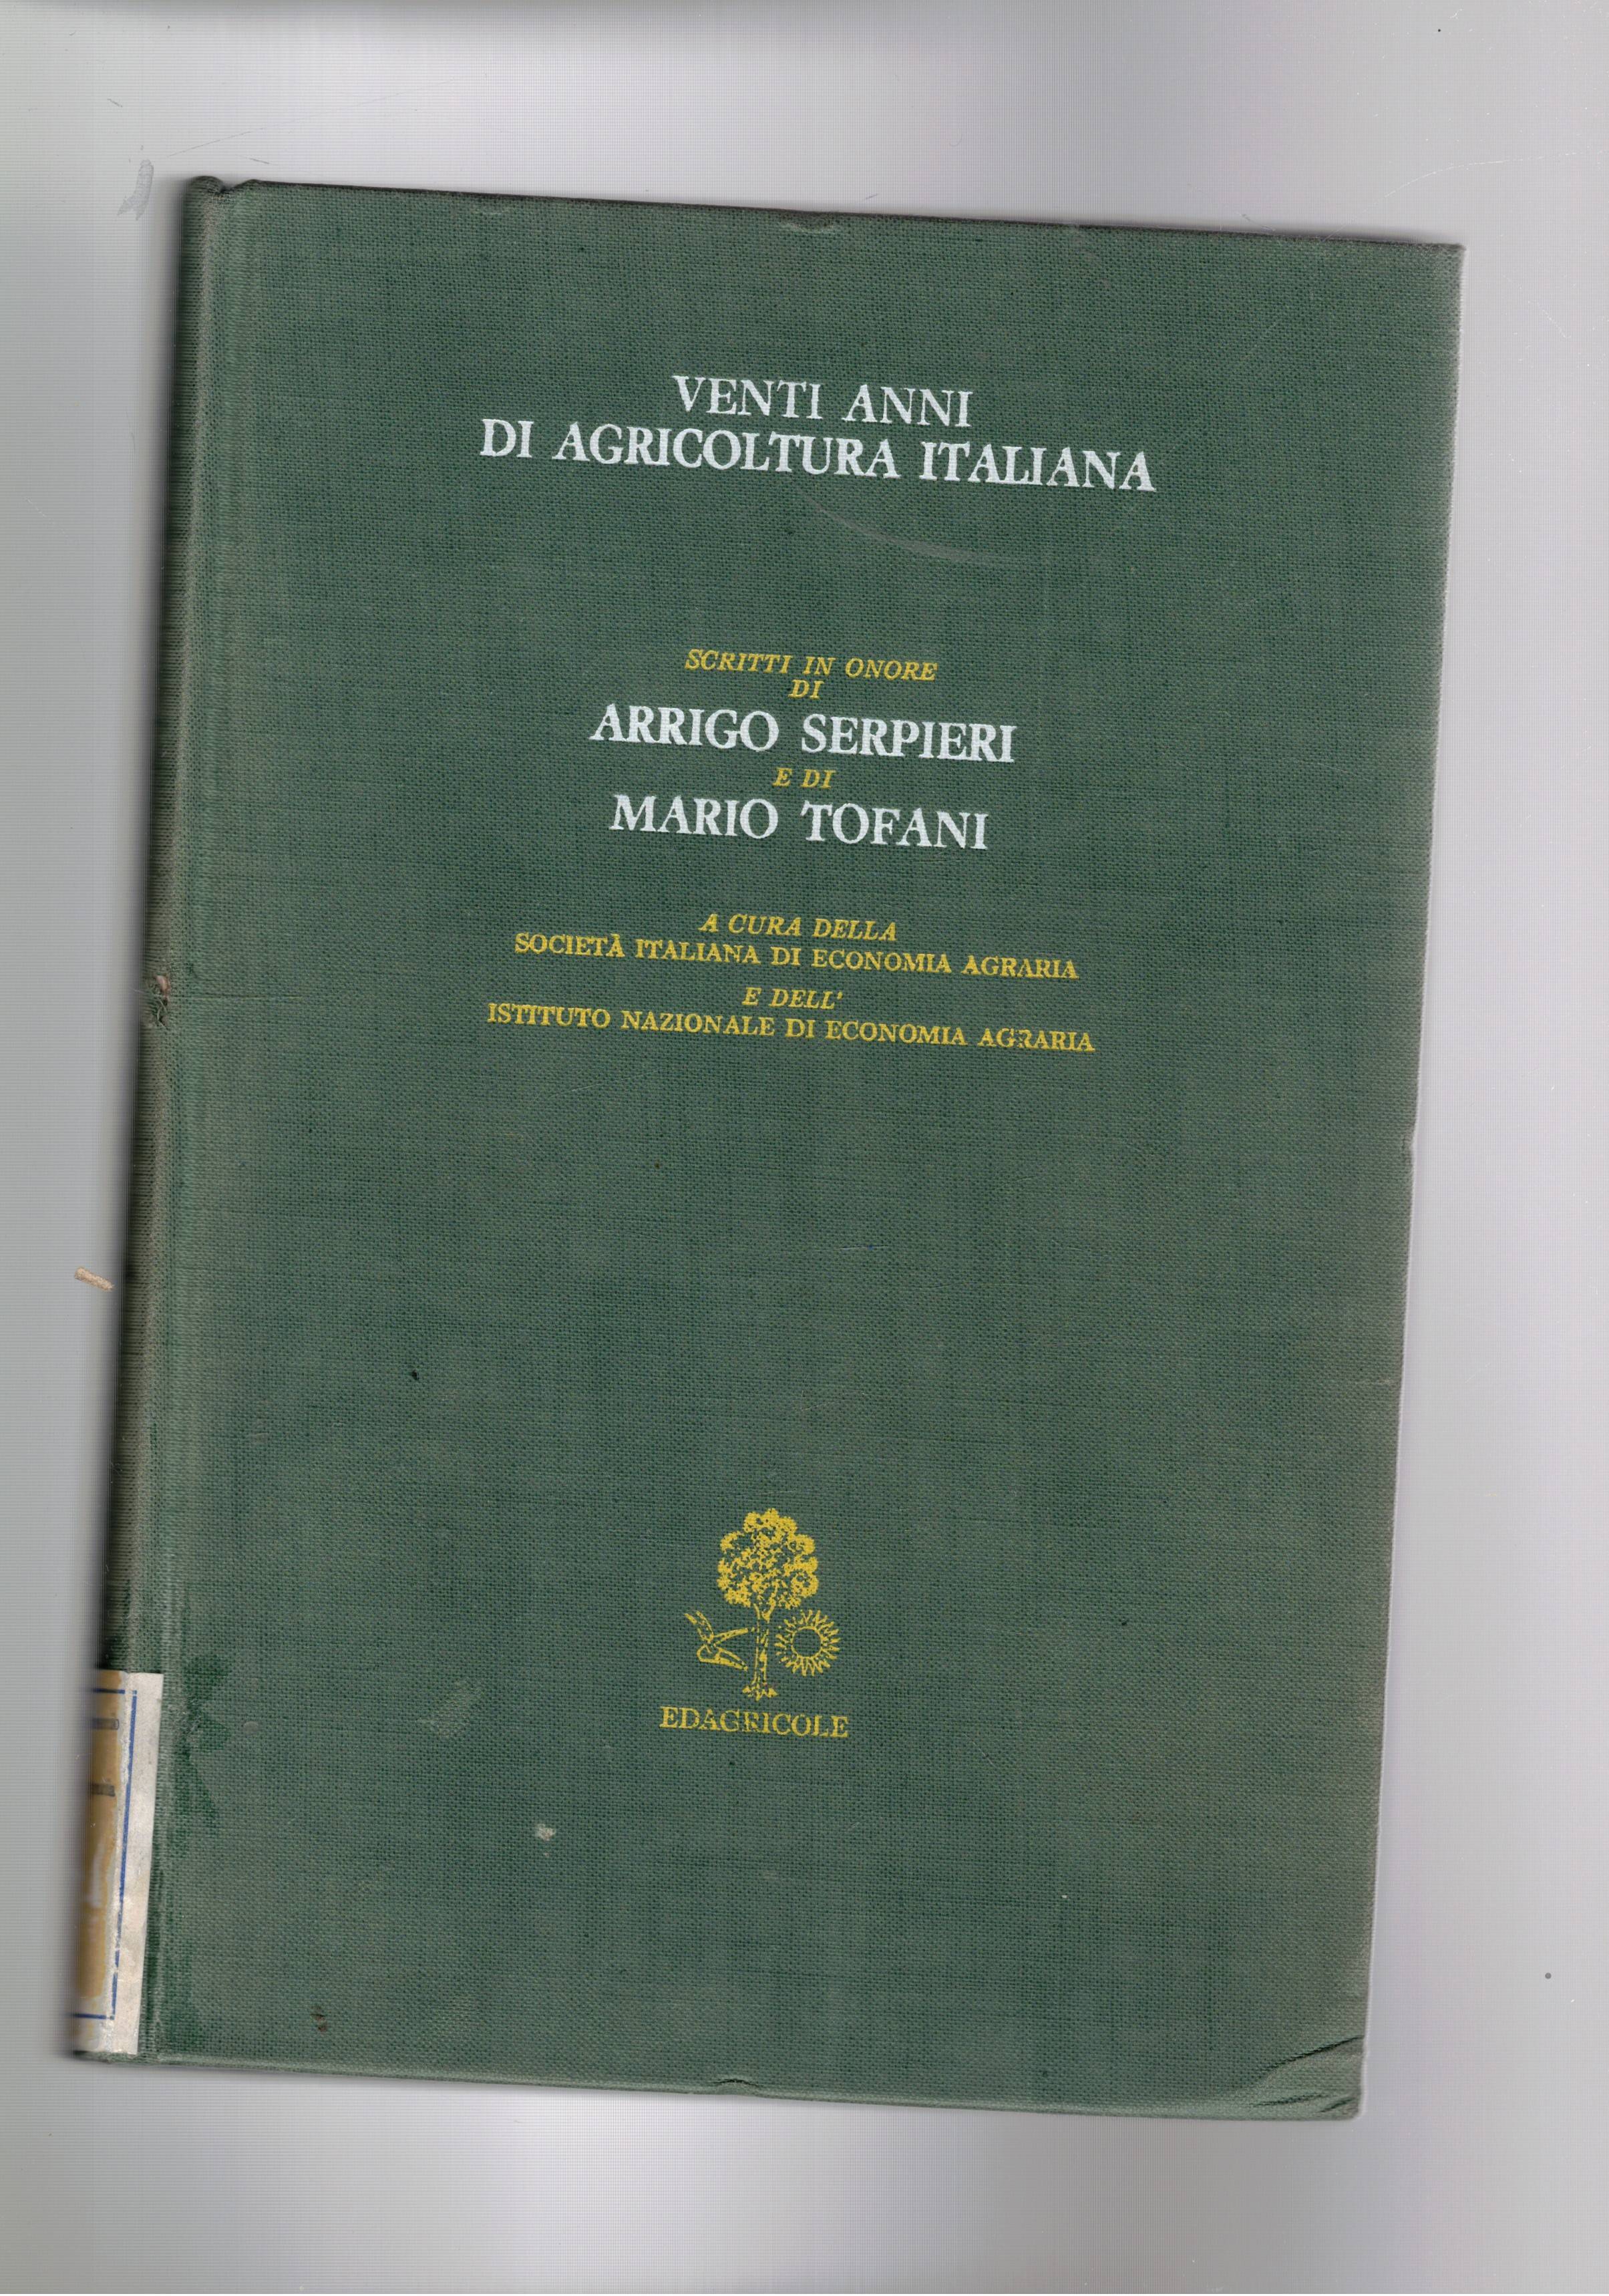 VENTI ANNI
DI AGRICOLTURA ITALIANA
SCRITTI IN ONORE
DI
ARRIGO SERPIERI
E DI
MARIO TOFANI
A CURA DELLA
SOCIETÀ ITALIANA DI ECONOMIA AGRARIA
E DELL'
ISTITUTO NAZIONALE DI ECONOMIA AGRARIA
EDAGRICOLE